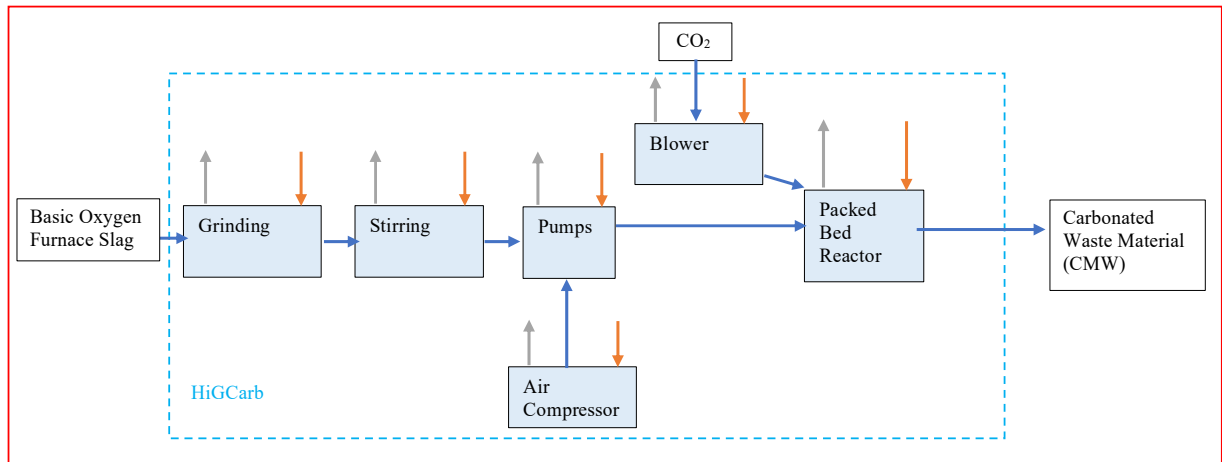 CO₂
Blower
Basic Oxygen
Furnace Slag
Grinding
Stirring
Pumps
Packed
Bed
Reactor
Carbonated
Waste Material
(CMW)
Air
Compressor
HiGCarb